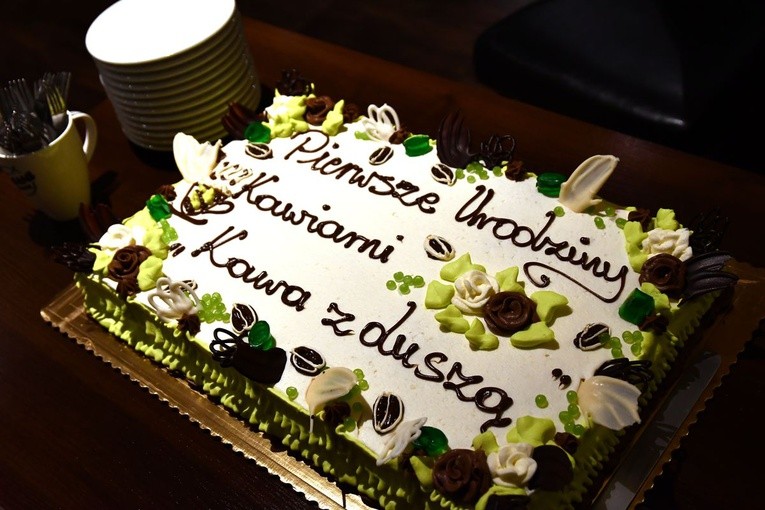 Pierwsze Urodziny
Kawiarni
„Kawa z duszą"